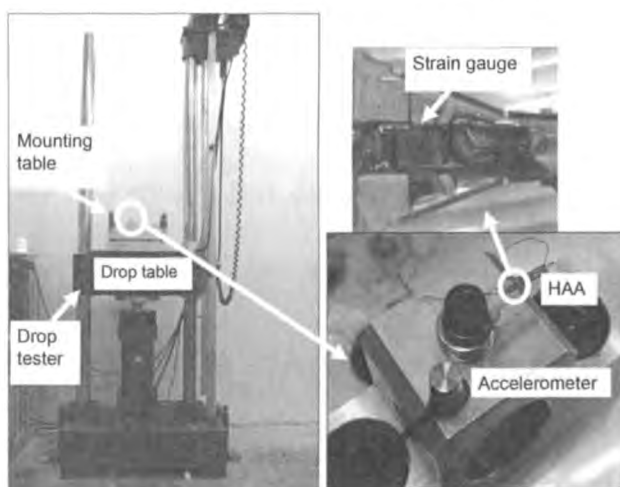 Mounting
table
Drop table
Drop
tester
Strain gauge
HAA
Accelerometer